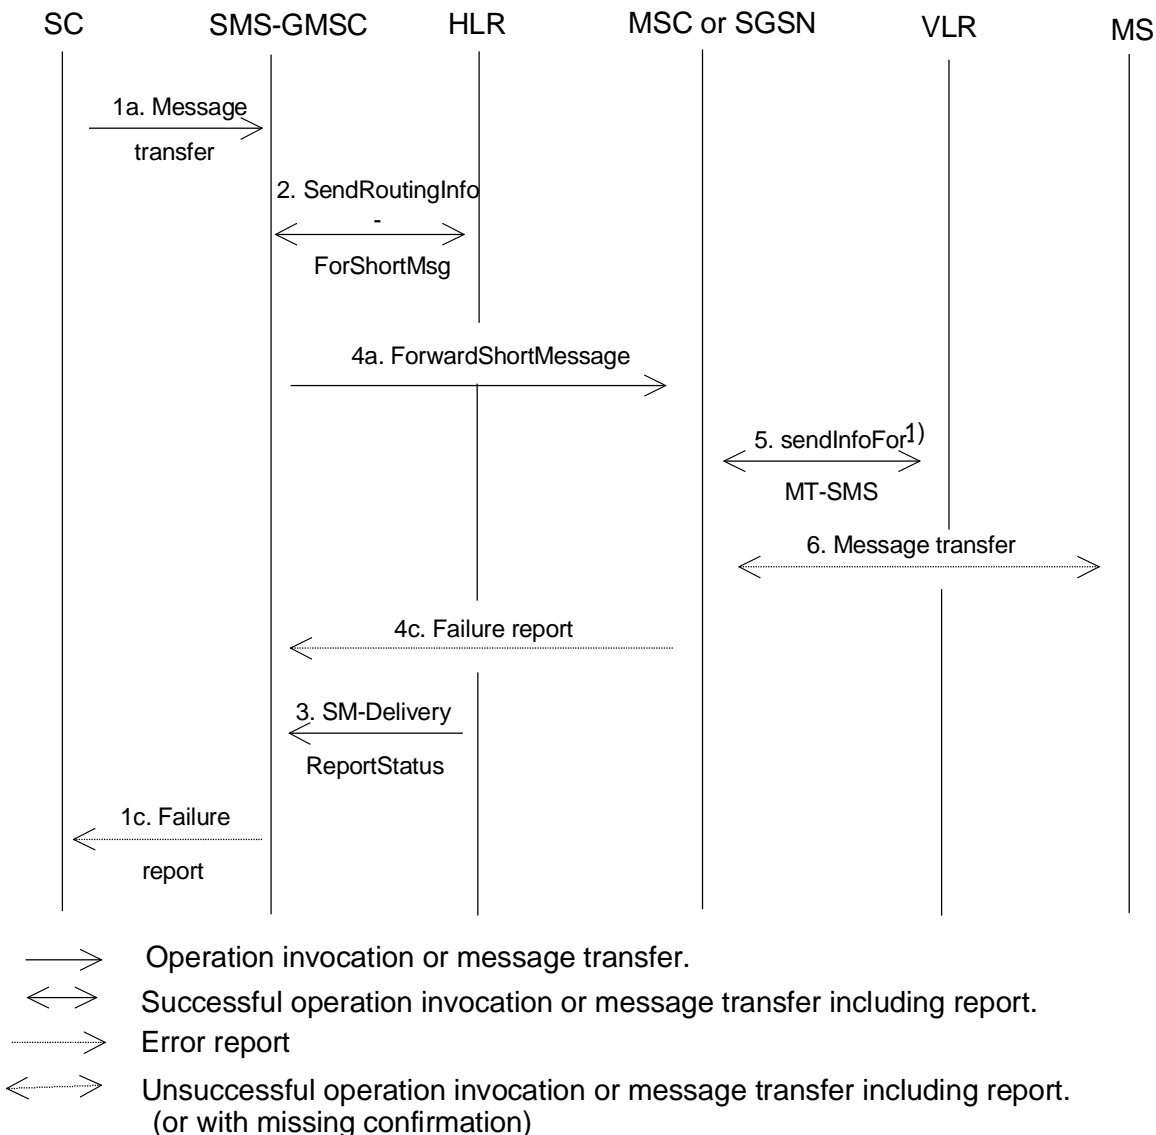 SC SMS-GMSC HLR MSC or SGSN VLR MS
1a. Message
transfer
2. SendRoutingInfo
-
ForShortMsg
4a. ForwardShortMessage
5. sendInfoFor- 1)
MT-SMS
6. Message transfer
4c. Failure report
3. SM-Delivery
ReportStatus
1c. Failure
report
Operation invocation or message transfer.
Successful operation invocation or message transfer including report.
Error report
Unsuccessful operation invocation or message transfer including report.
(or with missing confirmation)